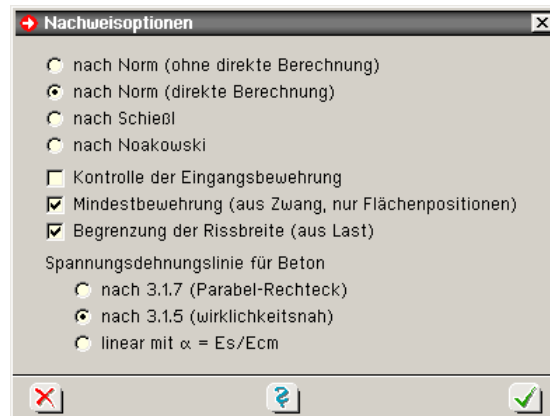 Nachweisoptionen
nach Norm (ohne direkte Berechnung)
nach Norm (direkte Berechnung)
nach Schießl
nach Noakowski
Kontrolle der Eingangsbewehrung
Mindestbewehrung (aus Zwang, nur Flächenpositionen)
Begrenzung der Rissbreite (aus Last)
Spannungsdehnungslinie für Beton
nach 3.1.7 (Parabel-Rechteck)
nach 3.1.5 (wirklichkeitsnah)
linear mit α = Es/Ecm